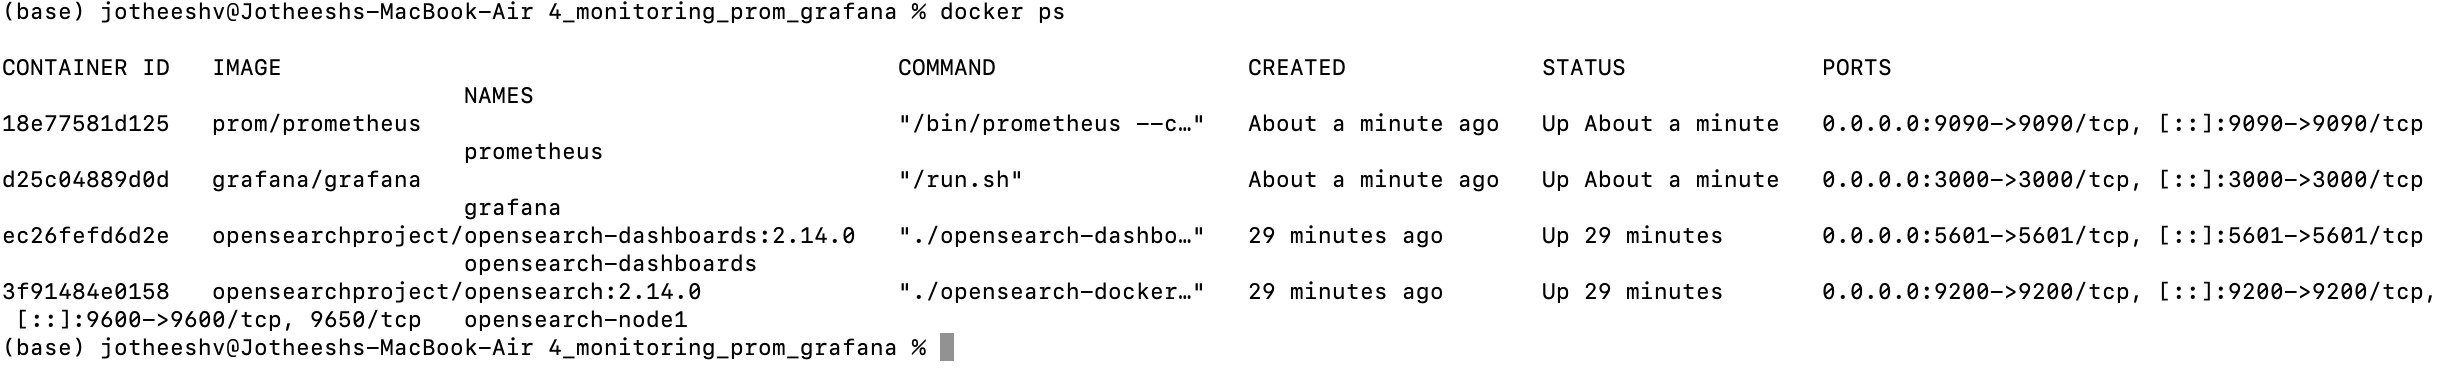 (base) jotheeshv@Jotheeshs-MacBook-Air 4_monitoring_prom_grafana % docker ps
CONTAINER ID   IMAGE                                            COMMAND                  CREATED              STATUS              PORTS
                                 NAMES
18e77581d125   prom/prometheus                                  "/bin/prometheus --c…"   About a minute ago   Up About a minute   0.0.0.0:9090->9090/tcp, [::]:9090->9090/tcp
                                 prometheus
d25c04889d0d   grafana/grafana                                  "/run.sh"                About a minute ago   Up About a minute   0.0.0.0:3000->3000/tcp, [::]:3000->3000/tcp
                                 grafana
ec26fefd6d2e   opensearchproject/opensearch-dashboards:2.14.0   "./opensearch-dashbo…"   29 minutes ago       Up 29 minutes       0.0.0.0:5601->5601/tcp, [::]:5601->5601/tcp
                                 opensearch-dashboards
3f91484e0158   opensearchproject/opensearch:2.14.0              "./opensearch-docker…"   29 minutes ago       Up 29 minutes       0.0.0.0:9200->9200/tcp, [::]:9200->9200/tcp,
 [::]:9600->9600/tcp, 9650/tcp   opensearch-node1
(base) jotheeshv@Jotheeshs-MacBook-Air 4_monitoring_prom_grafana %